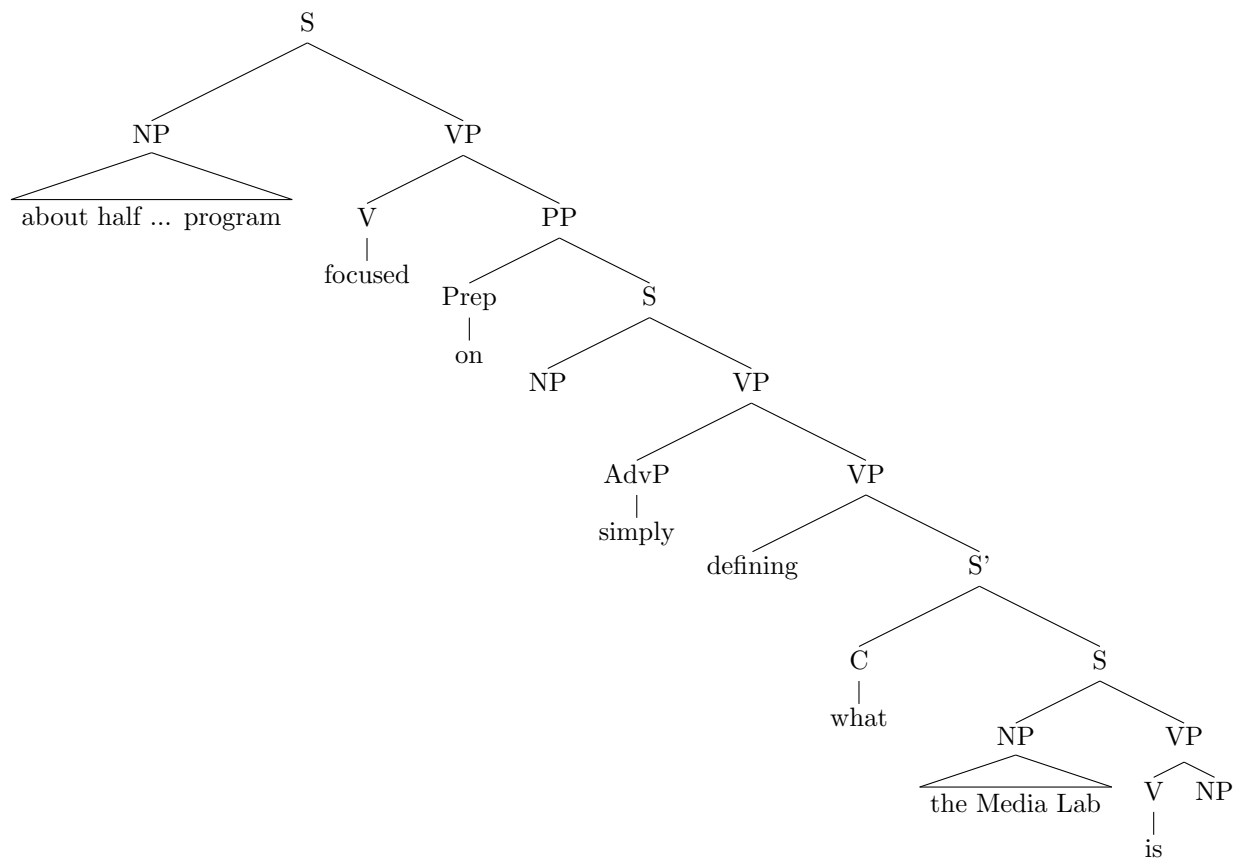 S
NP VP
about half ... program V PP
focused Prep S
on NP VP
AdvP VP
simply defining S’
C S
what NP VP
the Media Lab V NP
is